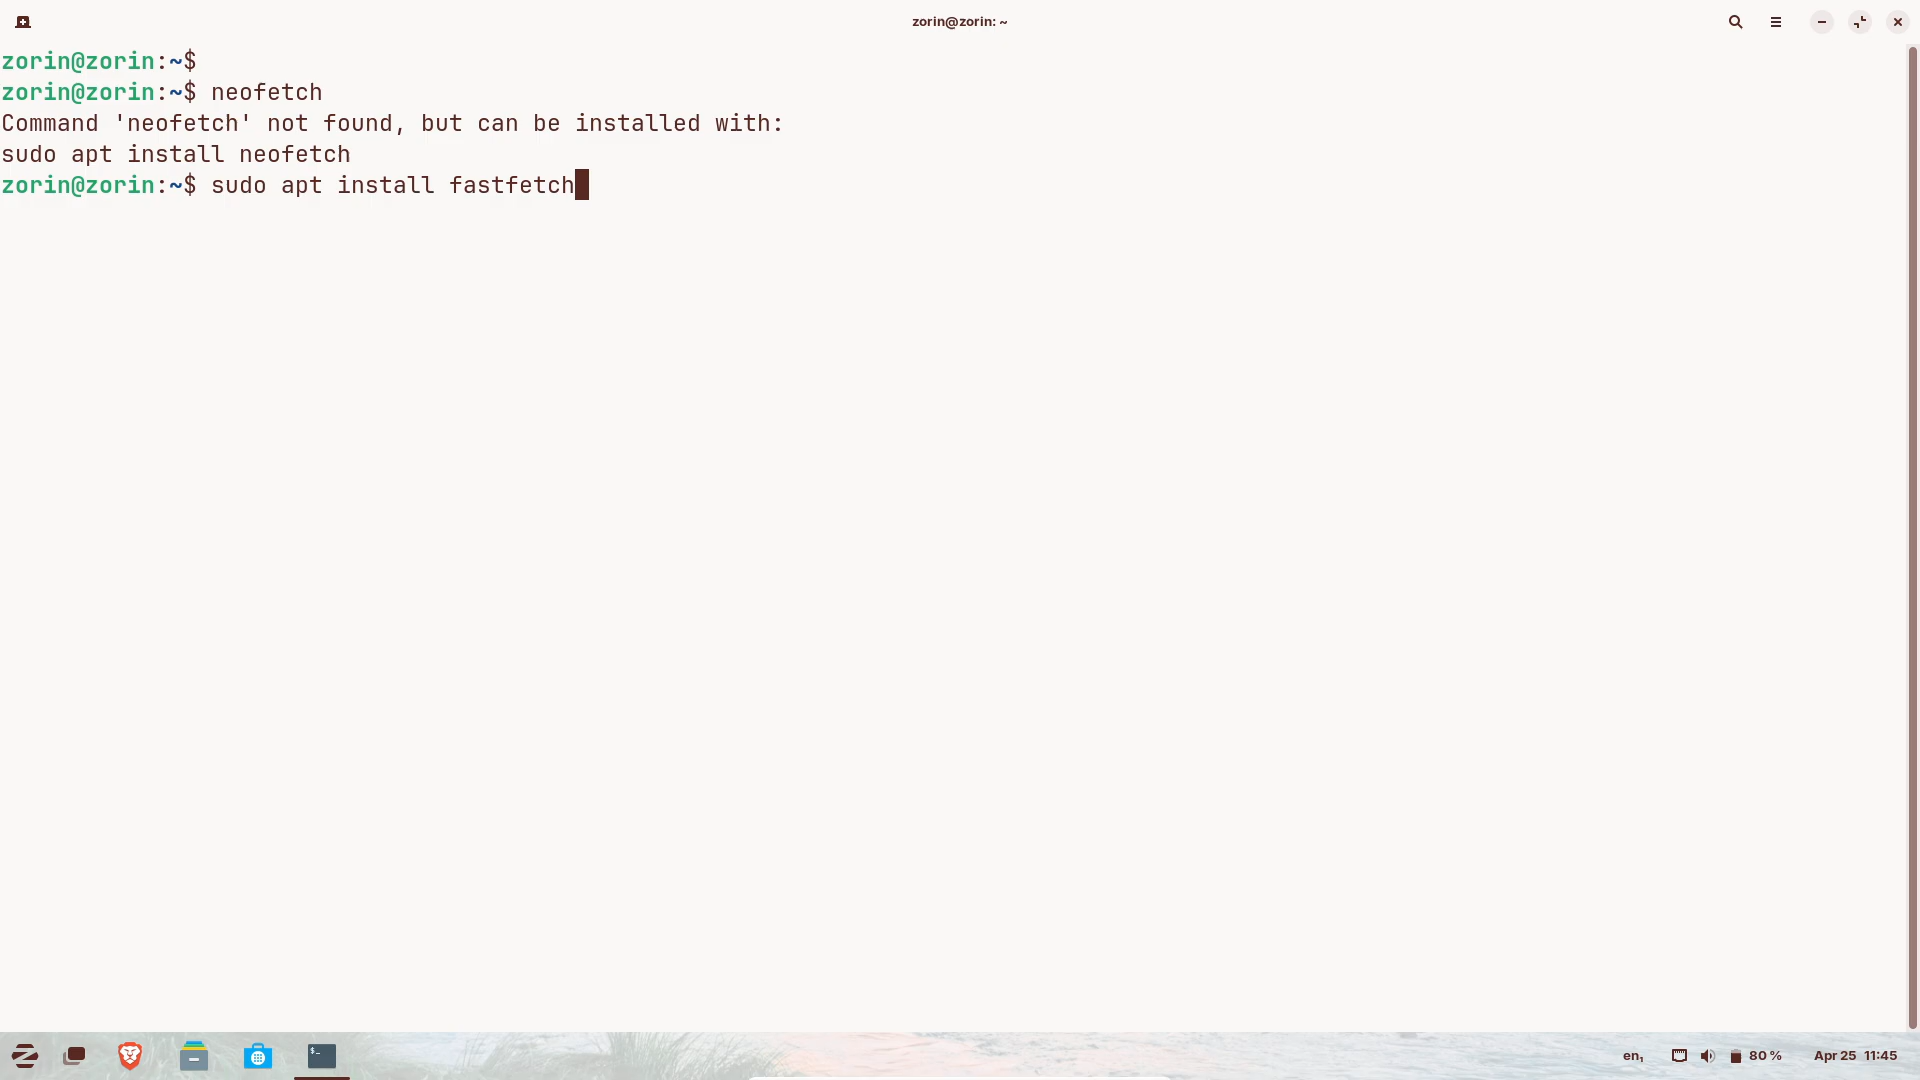 zorin@zorin: ~
zorin@zorin:~$
zorin@zorin:~$ neofetch
Command 'neofetch' not found, but can be installed with:
sudo apt install neofetch
zorin@zorin:~$ sudo apt install fastfetch
$_
en₁ 80 % Apr 25 11:45